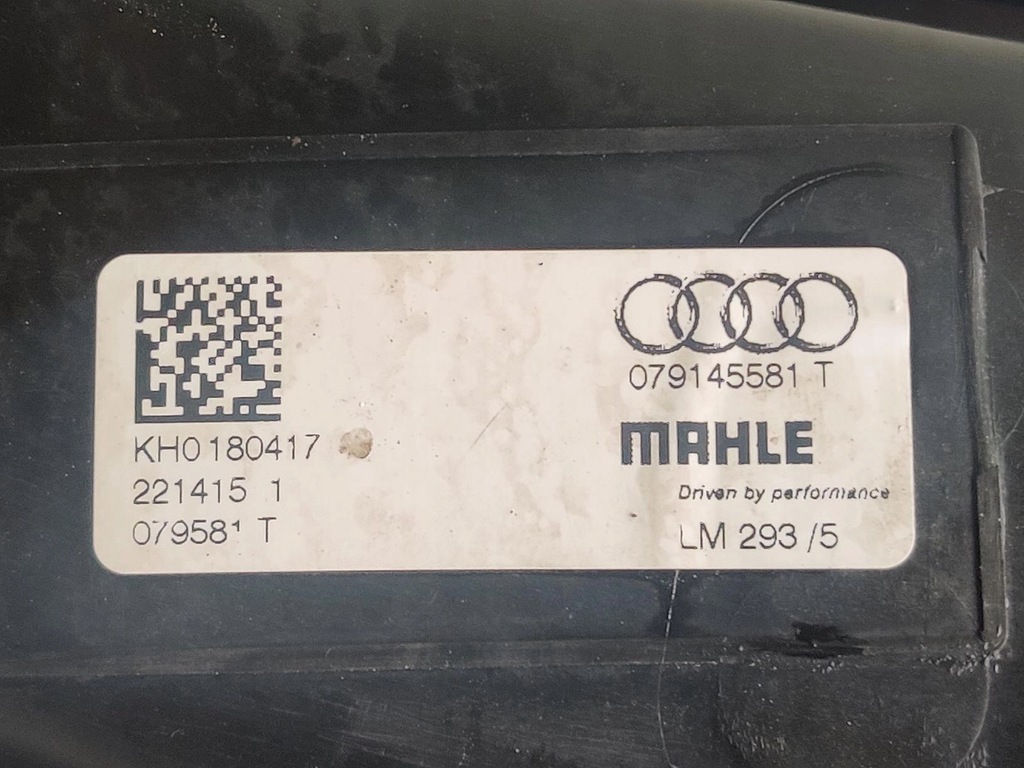 KH0180417
221415 1
079581 T
079145581 T
MAHLE
Driven by performance
LM 293 /5